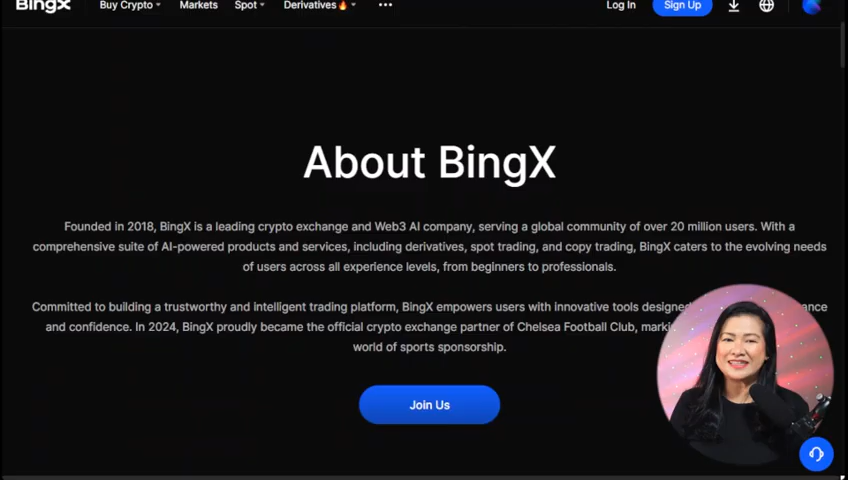 BingX Buy Crypto Markets Spot Derivatives🔥 ••• Log In Sign Up
About BingX
Founded in 2018, BingX is a leading crypto exchange and Web3 AI company, serving a global community of over 20 million users. With a
comprehensive suite of AI-powered products and services, including derivatives, spot trading, and copy trading, BingX caters to the evolving needs
of users across all experience levels, from beginners to professionals.
Committed to building a trustworthy and intelligent trading platform, BingX empowers users with innovative tools designed
and confidence. In 2024, BingX proudly became the official crypto exchange partner of Chelsea Football Club,
world of sports sponsorship.
Join Us